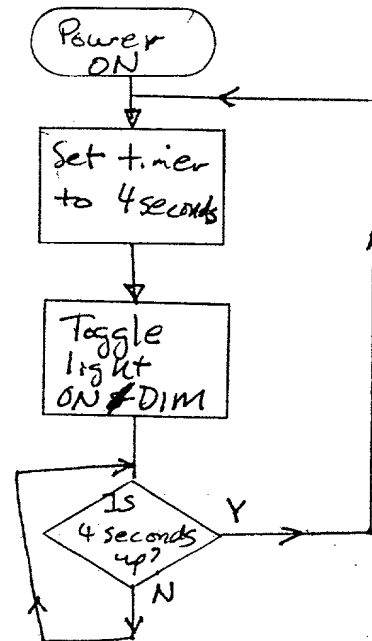 Power
ON
Set timer
to 4 seconds
Toggle
light
ON DIM
Is
4 seconds
up?
Y
N